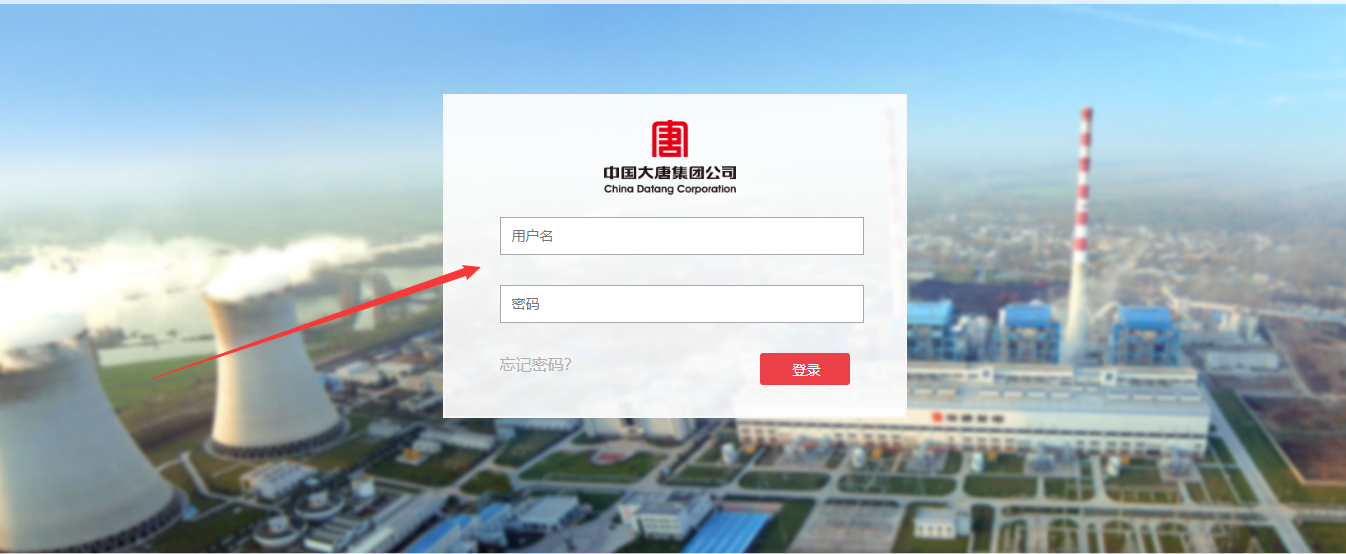 唐
中国大唐集团公司
China Datang Corporation
用户名
密码
忘记密码?
登录